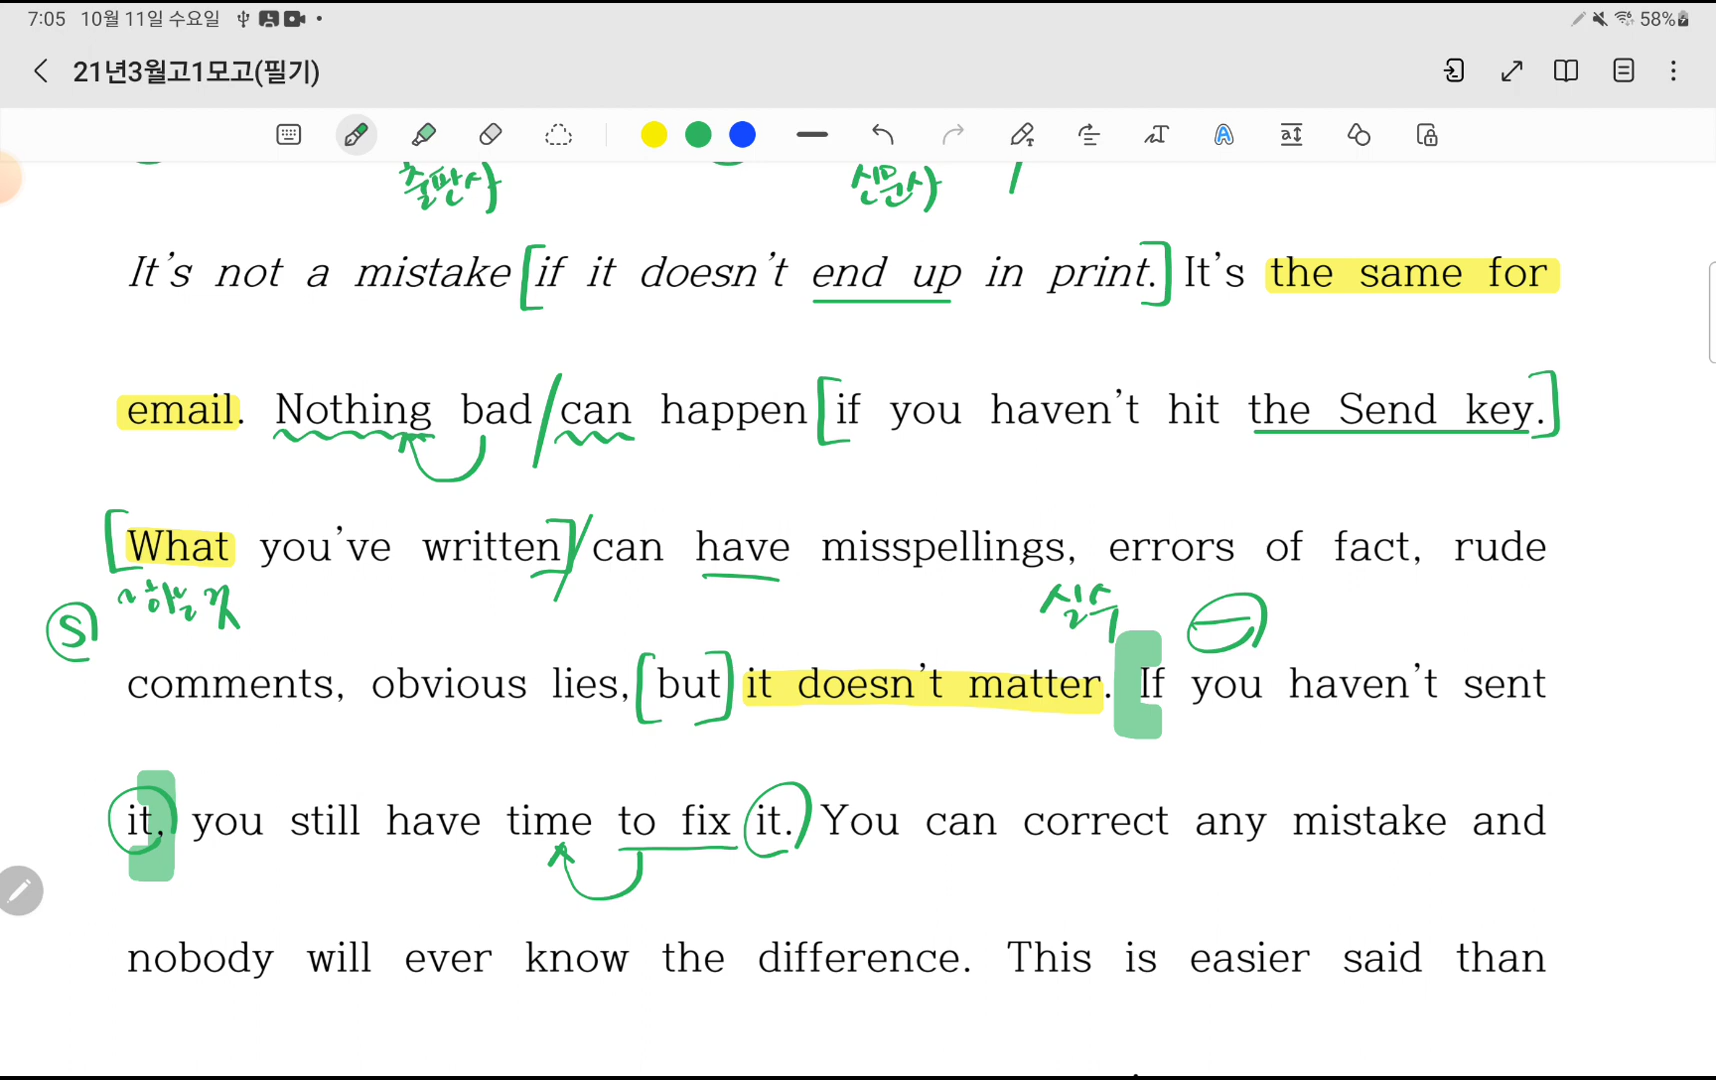 7:05 10월 11일 수요일 58%
21년3월고1모고(필기)
출판사 신문사
It's not a mistake [if it doesn't end up in print.] It's the same for
email. Nothing bad / can happen [if you haven't hit the Send key.]
[What you've written] / can have misspellings, errors of fact, rude
S ~하는 것 실수
comments, obvious lies, [but] it doesn't matter. If you haven't sent
it, you still have time to fix it. You can correct any mistake and
nobody will ever know the difference. This is easier said than